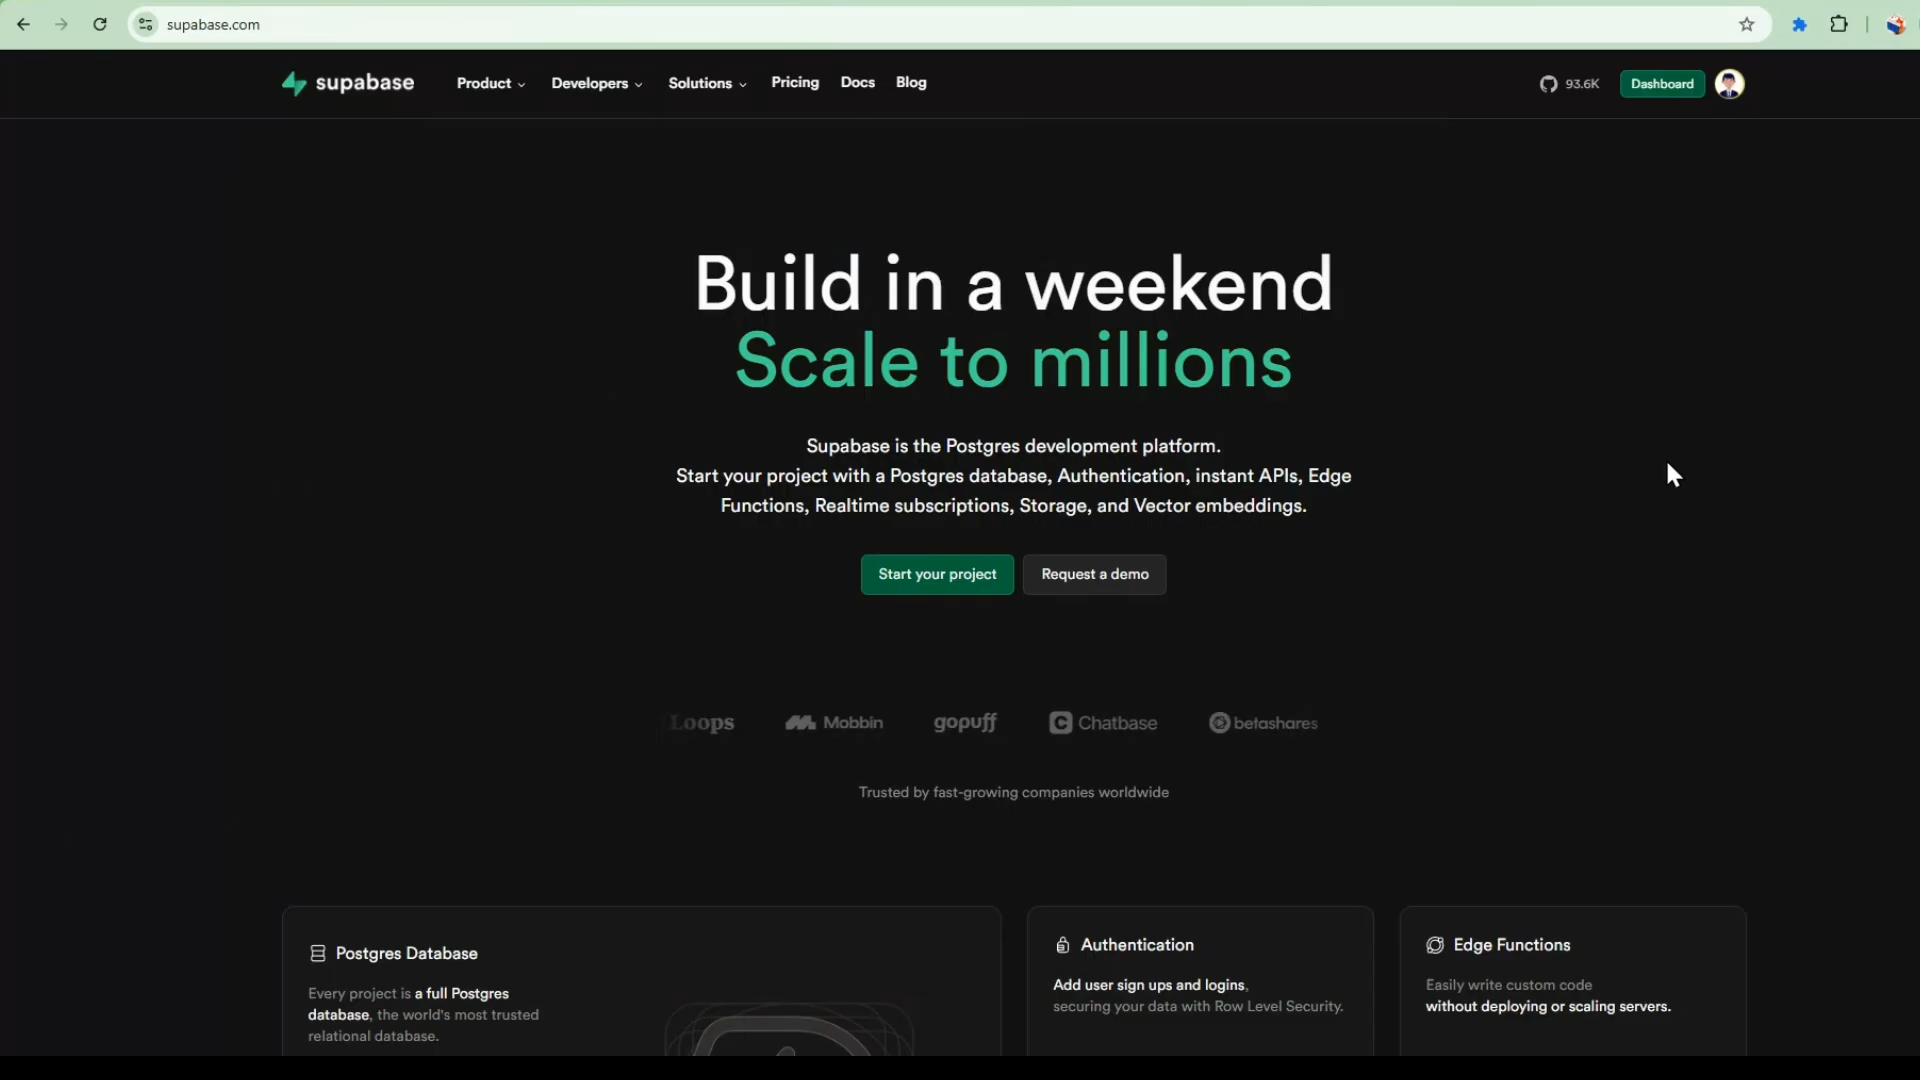 supabase.com
supabase
Product
Developers
Solutions
Pricing
Docs
Blog
93.6K
Dashboard
Build in a weekend
Scale to millions
Supabase is the Postgres development platform.
Start your project with a Postgres database, Authentication, instant APIs, Edge
Functions, Realtime subscriptions, Storage, and Vector embeddings.
Start your project
Request a demo
Loops
Mobbin
gopuff
Chatbase
betashares
Trusted by fast-growing companies worldwide
Postgres Database
Every project is a full Postgres
database, the world's most trusted
relational database.
Authentication
Add user sign ups and logins,
securing your data with Row Level Security.
Edge Functions
Easily write custom code
without deploying or scaling servers.